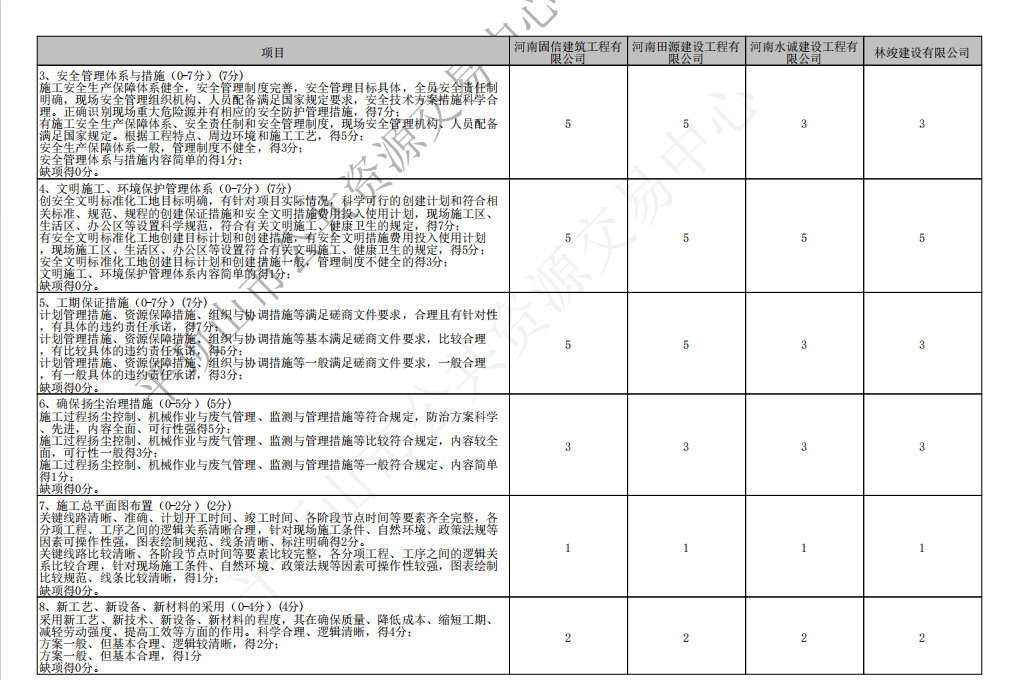 项目
河南固信建筑工程有
限公司
河南田源建设工程有
限公司
河南水诚建设工程有
限公司
林竣建设有限公司
3、安全管理体系与措施（0-7分）(7分)
施工安全生产保障体系健全，安全管理制度完善，安全管理目标具体，全员安全责任制
明确，现场安全管理组织机构、人员配备满足国家规定要求，安全技术方案措施科学合
理。正确识别现场重大危险源并有相应的安全防护管理措施，得7分；
有施工安全生产保障体系、安全责任制和安全管理制度，现场安全管理机构、人员配备
满足国家规定。根据工程特点、周边环境和施工工艺，得5分；
安全生产保障体系一般，管理制度不健全，得3分；
安全管理体系与措施内容简单的得1分；
缺项得0分。
5
5
3
3
4、文明施工、环境保护管理体系（0-7分）(7分)
创安全文明标准化工地目标明确，有针对项目实际情况，科学可行的创建计划和符合相
关标准、规范、规程的创建保证措施和安全文明措施费用投入使用计划，现场施工区、
生活区、办公区等设置科学规范，符合有关文明施工、健康卫生的规定，得7分；
有安全文明标准化工地创建目标计划和创建措施，有安全文明措施费用投入使用计划
，现场施工区、生活区、办公区等设置符合有关文明施工、健康卫生的规定，得5分；
安全文明标准化工地创建目标计划和创建措施一般，管理制度不健全的得3分；
文明施工、环境保护管理体系内容简单的得1分；
缺项得0分。
5
5
5
5
5、工期保证措施（0-7分）(7分)
计划管理措施、资源保障措施、组织与协调措施等满足磋商文件要求，合理且有针对性
，有具体的违约责任承诺，得7分；
计划管理措施、资源保障措施、组织与协调措施等基本满足磋商文件要求，比较合理
，有比较具体的违约责任承诺，得5分；
计划管理措施、资源保障措施、组织与协调措施等一般满足磋商文件要求，一般合理
，有一般具体的违约责任承诺，得3分；
缺项得0分。
5
5
3
3
6、确保扬尘治理措施（0-5分）(5分)
施工过程扬尘控制、机械作业与废气管理、监测与管理措施等符合规定，防治方案科学
、先进，内容全面、可行性强得5分；
施工过程扬尘控制、机械作业与废气管理、监测与管理措施等比较符合规定，内容较全
面，可行性一般得3分；
施工过程扬尘控制、机械作业与废气管理、监测与管理措施等一般符合规定、内容简单
得1分；
缺项得0分。
3
3
3
3
7、施工总平面图布置（0-2分）(2分)
关键线路清晰、准确、计划开工时间、竣工时间、各阶段节点时间等要素齐全完整，各
分项工程、工序之间的逻辑关系清晰合理，针对现场施工条件、自然环境、政策法规等
因素可操作性强，图表绘制规范、线条清晰、标注明确得2分。
关键线路比较清晰、各阶段节点时间等要素比较完整，各分项工程、工序之间的逻辑关
系比较合理，针对现场施工条件、自然环境、政策法规等因素可操作性较强，图表绘制
比较规范、线条比较清晰，得1分；
缺项得0分。
1
1
1
1
8、新工艺、新设备、新材料的采用（0-4分）(4分)
采用新工艺、新技术、新设备、新材料的程度，其在确保质量、降低成本、缩短工期、
减轻劳动强度、提高工效等方面的作用。科学合理、逻辑清晰，得4分；
方案一般、但基本合理、逻辑较清晰，得2分；
方案一般、但基本合理，得1分
缺项得0分。
2
2
2
2
平顶山市公共资源交易中心
平顶山市公共资源交易中心